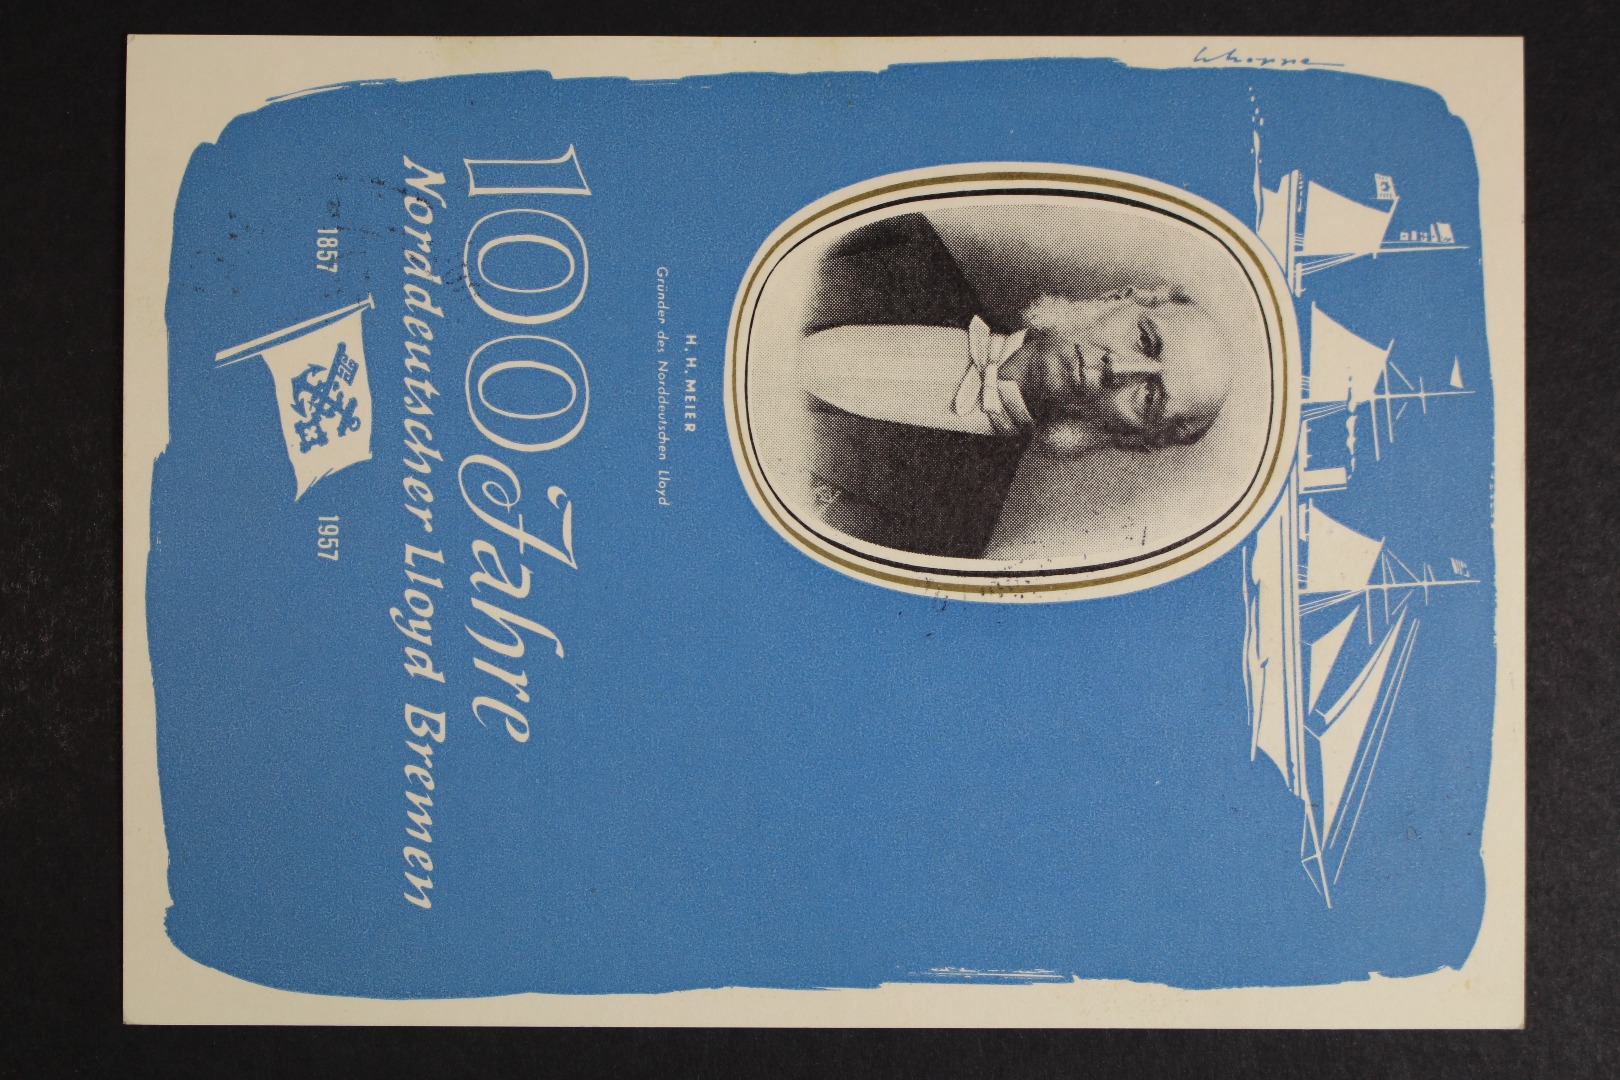 H. H. MEIER
Gründer des Norddeutschen Lloyd
100 Jahre
Norddeutscher Lloyd Bremen
1857
1957